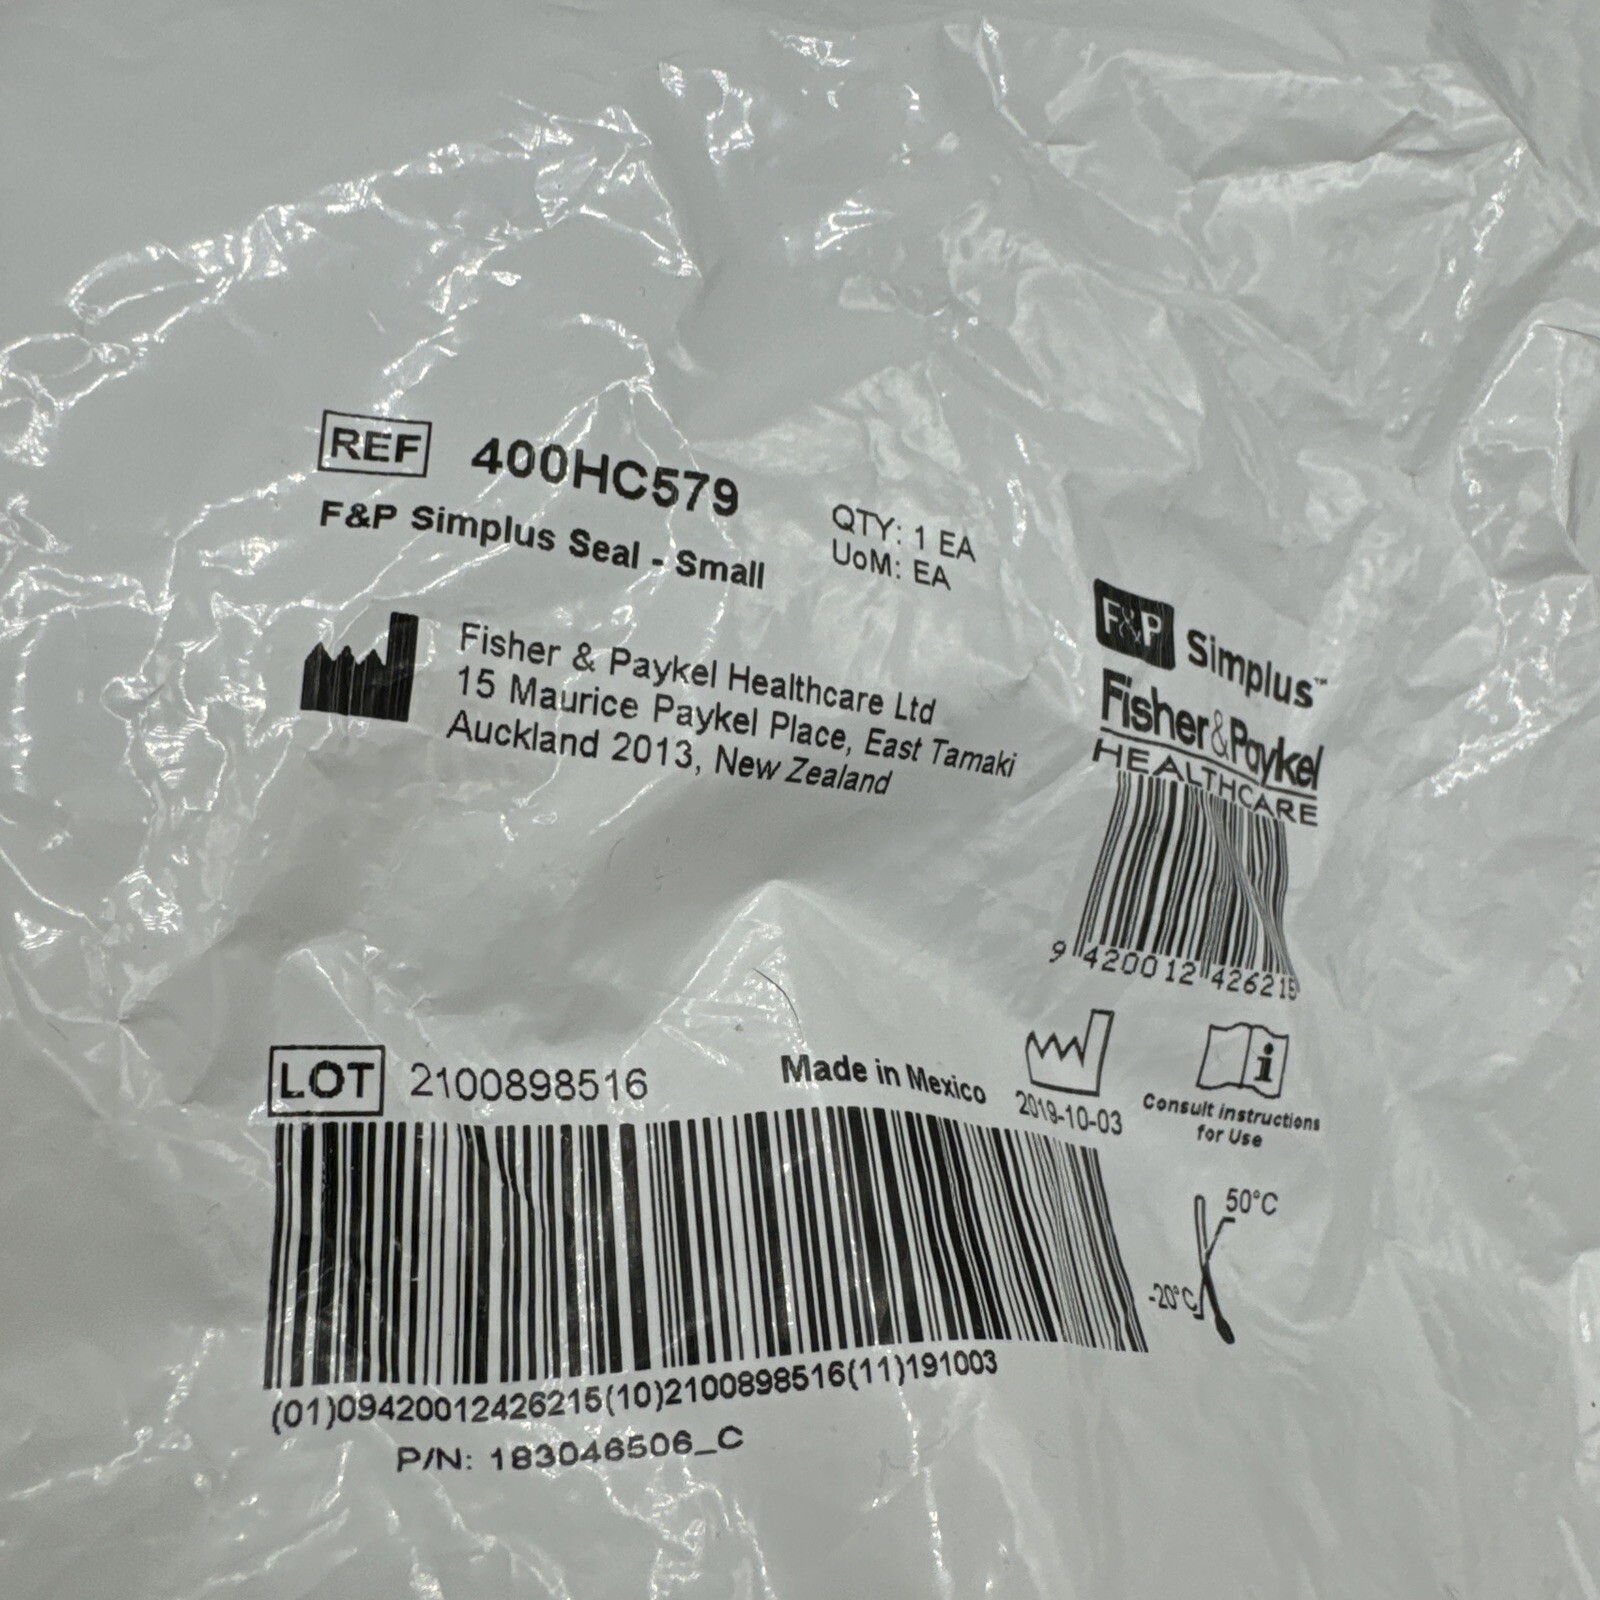 REF 400HC579
F&P Simplus Seal - Small
QTY: 1 EA
UoM: EA
Fisher & Paykel Healthcare Ltd
15 Maurice Paykel Place, East Tamaki
Auckland 2013, New Zealand
F&P Simplus™
Fisher&Paykel
HEALTHCARE
9 420012 426215
LOT 2100898516
Made in Mexico
2019-10-03
Consult instructions
for Use
50°C
-20°C
(01)09420012426215(10)2100898516(11)191003
P/N: 183046506_C